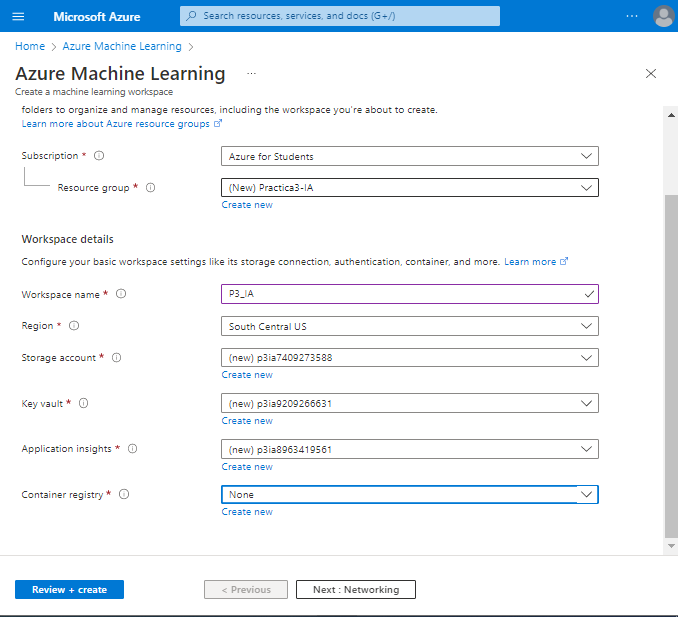 Microsoft Azure
Search resources, services, and docs (G+/)
Home > Azure Machine Learning >
Azure Machine Learning ...
Create a machine learning workspace
folders to organize and manage resources, including the workspace you're about to create.
Learn more about Azure resource groups
Subscription * Azure for Students
Resource group * (New) Practica3-IA
Create new
Workspace details
Configure your basic workspace settings like its storage connection, authentication, container, and more. Learn more
Workspace name * P3_IA
Region * South Central US
Storage account * (new) p3ia7409273588
Create new
Key vault * (new) p3ia9209266631
Create new
Application insights * (new) p3ia8963419561
Create new
Container registry * None
Create new
Review + create
< Previous
Next : Networking